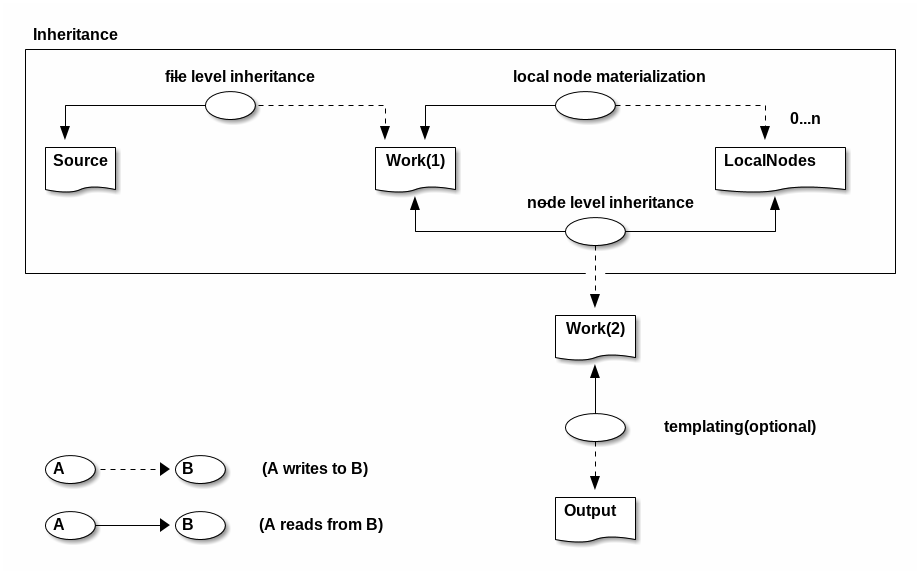 Inheritance
file level inheritance
local node materialization
0...n
Source
Work(1)
LocalNodes
node level inheritance
Work(2)
templating(optional)
A
B
(A writes to B)
Output
A
B
(A reads from B)